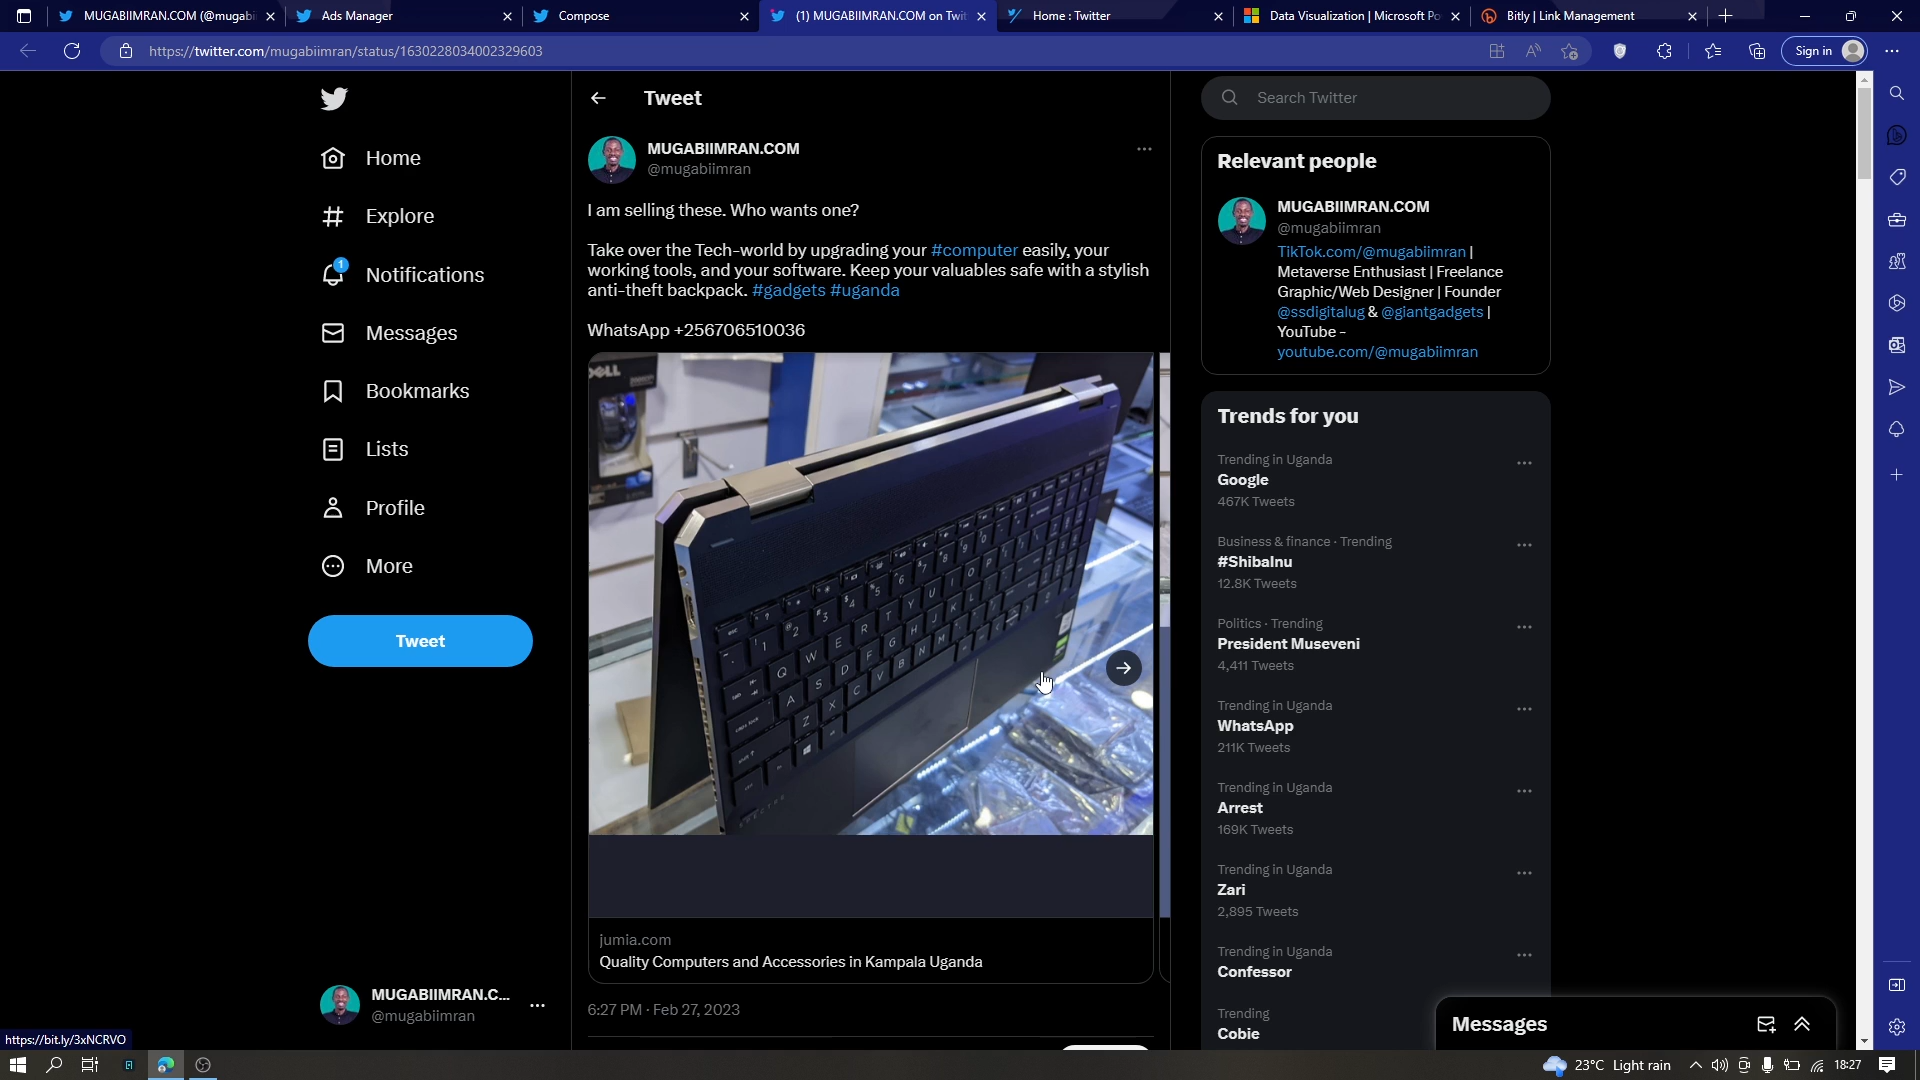 MUGABIIMRAN.COM (@mugabi
Ads Manager
Compose
(1) MUGABIIMRAN.COM on Twit
Home : Twitter
Data Visualization | Microsoft Po
Bitly | Link Management
https://twitter.com/mugabiimran/status/1630228034002329603
Sign in
Home
Explore
1
Notifications
Messages
Bookmarks
Lists
Profile
More
Tweet
MUGABIIMRAN.C...
@mugabiimran
https://bit.ly/3xNCRVO
Tweet
MUGABIIMRAN.COM
@mugabiimran
I am selling these. Who wants one?
Take over the Tech-world by upgrading your #computer easily, your
working tools, and your software. Keep your valuables safe with a stylish
anti-theft backpack. #gadgets #uganda
WhatsApp +256706510036
DELL
jumia.com
Quality Computers and Accessories in Kampala Uganda
6:27 PM · Feb 27, 2023
Search Twitter
Relevant people
MUGABIIMRAN.COM
@mugabiimran
TikTok.com/@mugabiimran |
Metaverse Enthusiast | Freelance
Graphic/Web Designer | Founder
@ssdigitalug & @giantgadgets |
YouTube -
youtube.com/@mugabiimran
Trends for you
Trending in Uganda
Google
467K Tweets
Business & finance · Trending
#ShibaInu
12.8K Tweets
Politics · Trending
President Museveni
4,411 Tweets
Trending in Uganda
WhatsApp
211K Tweets
Trending in Uganda
Arrest
169K Tweets
Trending in Uganda
Zari
2,895 Tweets
Trending in Uganda
Confessor
Trending
Cobie
Messages
23°C Light rain
18:27